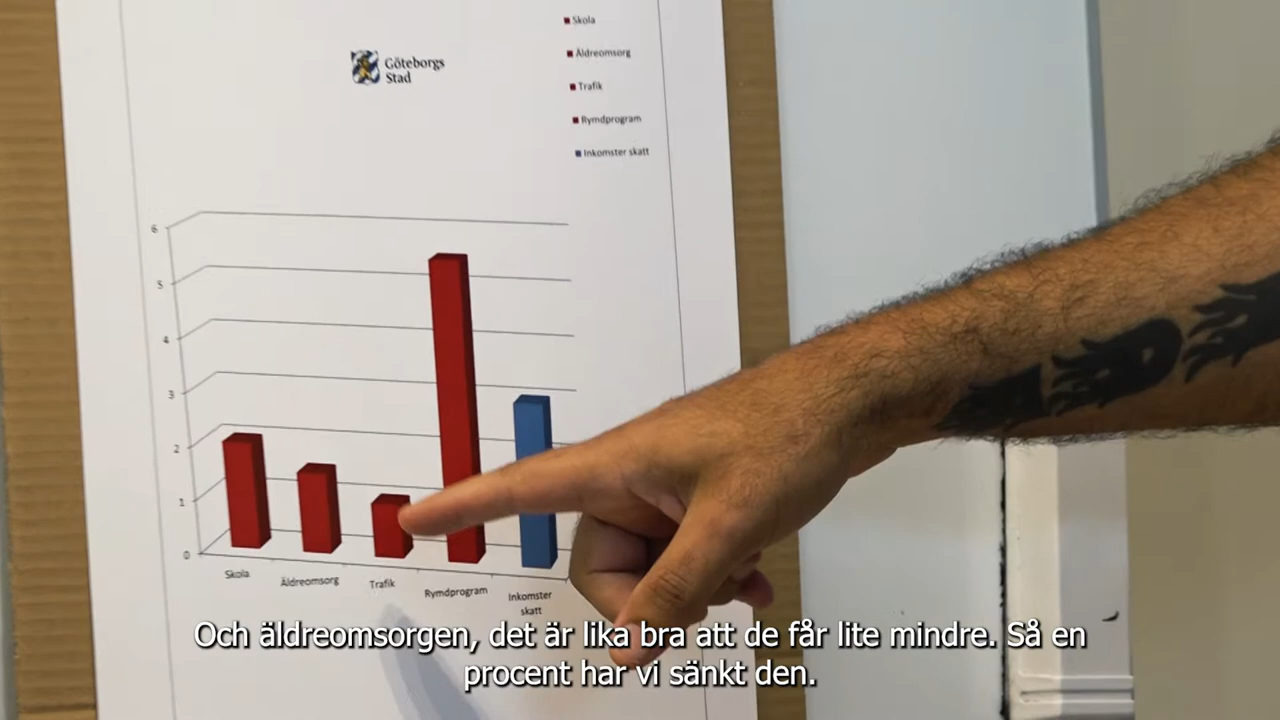 Skola
Äldreomsorg
Trafik
Rymdprogram
Inkomster skatt
Göteborgs
Stad
6
5
4
3
2
1
0
Skola
Äldreomsorg
Trafik
Rymdprogram
Inkomster
skatt
Och äldreomsorgen, det är lika bra att de får lite mindre. Så en
procent har vi sänkt den.